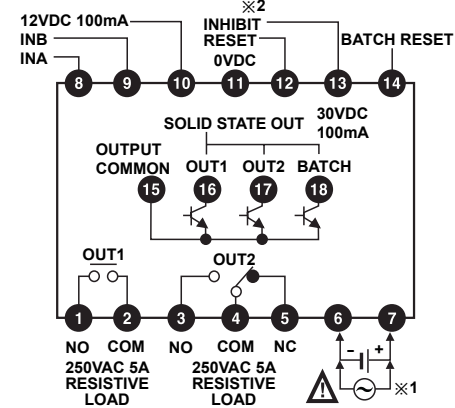 ※2
12VDC 100mA
INHIBIT
INB
RESET
BATCH RESET
INA
0VDC
8 9 10 11 12 13 14
30VDC
100mA
SOLID STATE OUT
OUTPUT
COMMON
OUT1 OUT2 BATCH
15 16 17 18
OUT1
OUT2
1 2 3 4 5 6 7
NO COM NO COM NC
- +
250VAC 5A
RESISTIVE
LOAD
250VAC 5A
RESISTIVE
LOAD
※1